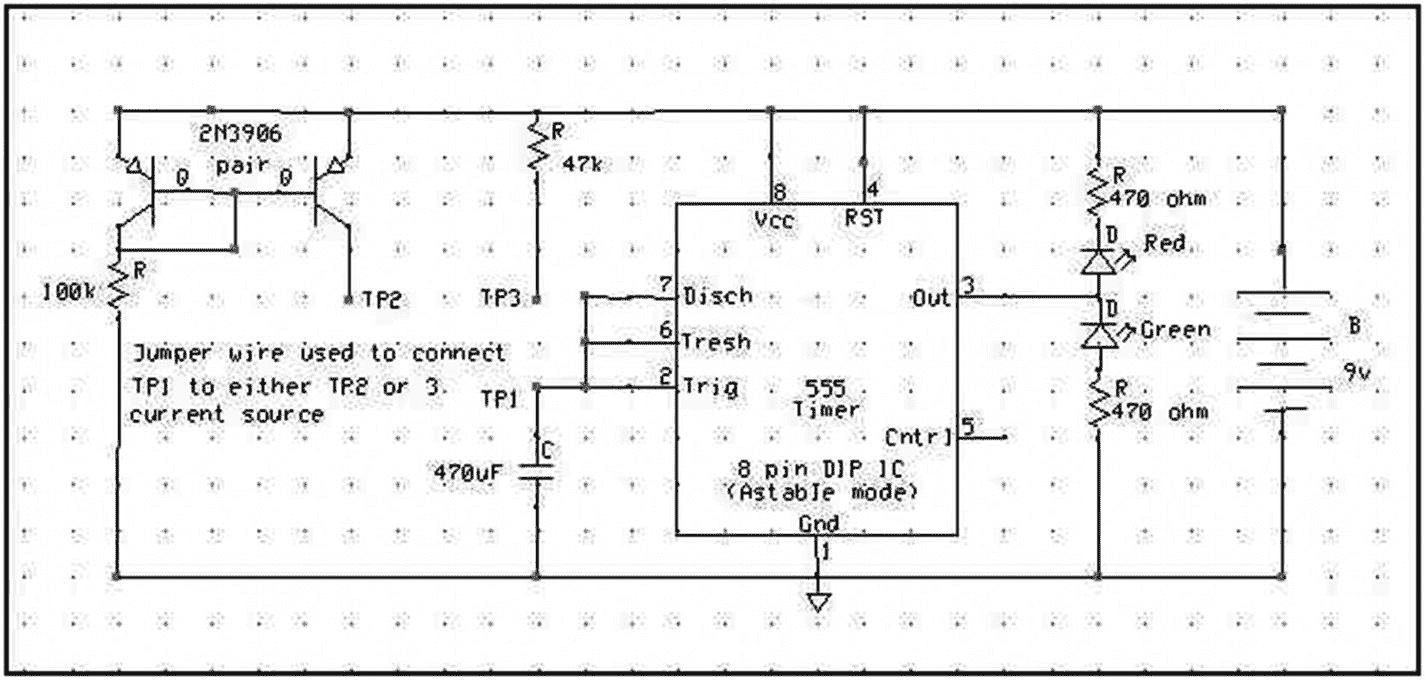 2N3906
pair
Q
Q
R
100k
TP2
R
47k
TP3
Jumper wire used to connect
TP1 to either TP2 or 3.
current source
TP1
C
470uF
8
4
Vcc
RST
7
Disch
6
Tresh
2
Trig
3
Out
555
Timer
Cntrl
5
8 pin DIP IC
(Astable mode)
Gnd
1
R
470 ohm
D
Red
D
Green
R
470 ohm
B
9v